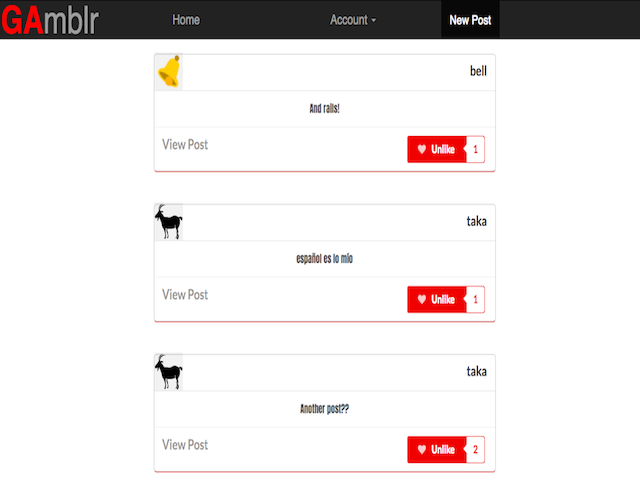 GAmblr Home Account New Post
bell
And rails!
View Post Unlike 1
taka
español es lo mío
View Post Unlike 1
taka
Another post??
View Post Unlike 2